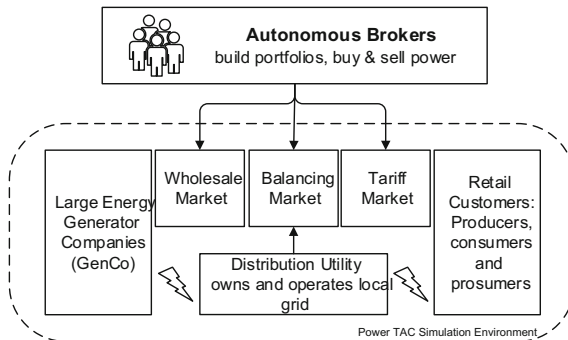 Autonomous Brokers
build portfolios, buy & sell power
Large Energy
Generator
Companies
(GenCo)
Wholesale
Market
Balancing
Market
Tariff
Market
Retail
Customers:
Producers,
consumers
and
prosumers
Distribution Utility
owns and operates local
grid
Power TAC Simulation Environment